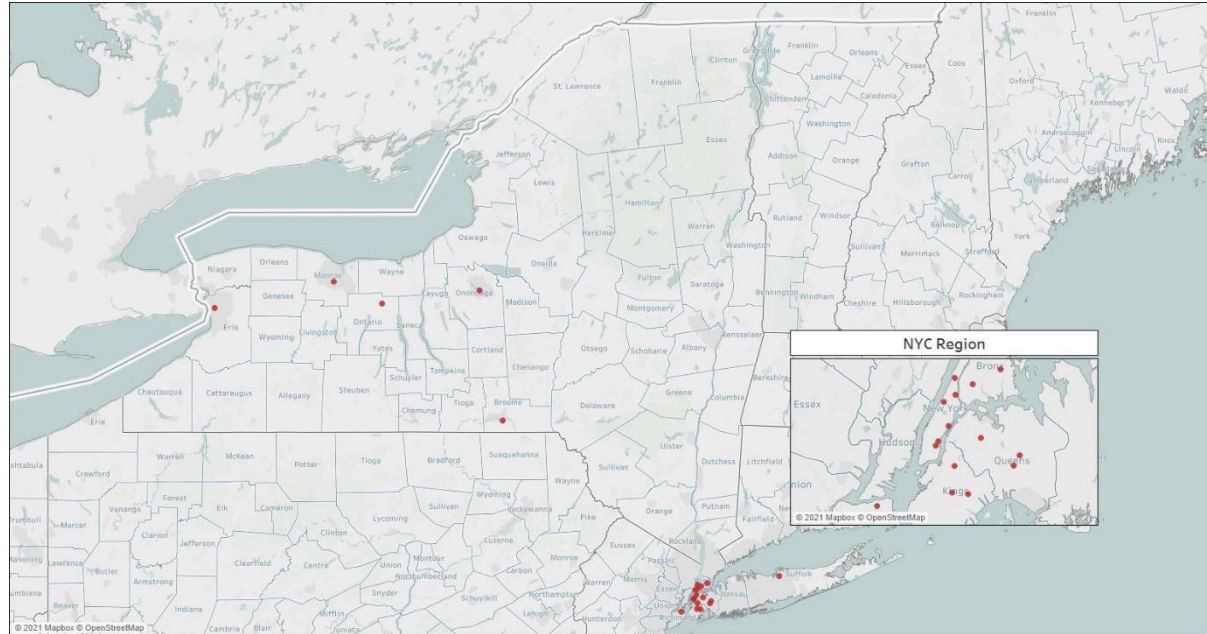 Franklin
Clinton
Grand Isle
Franklin
Orleans
Essex
Coos
Franklin
St. Lawrence
Lamoille
Chittenden
Caledonia
Oxford
Waldo
Kennebec
Washington
Essex
Androscoggin
Lincoln
Knox
Jefferson
Addison
Orange
Grafton
Carroll
Cumberland
Sagadahoc
Lewis
Hamilton
Warren
Rutland
Windsor
Sullivan
Belknap
York
Herkimer
Oswego
Oneida
Washington
Merrimack
Strafford
Niagara
Orleans
Monroe
Wayne
Fulton
Saratoga
Genesee
Cayuga
Onondaga
Madison
Montgomery
Bennington
Windham
Cheshire
Hillsborough
Rockingham
Erie
Wyoming
Livingston
Ontario
Seneca
Yates
Cortland
Otsego
Schoharie
Albany
Rensselaer
NYC Region
Chautauqua
Cattaraugus
Allegany
Steuben
Schuyler
Tompkins
Chenango
Chemung
Tioga
Broome
Delaware
Greene
Columbia
Berkshire
Essex
New York
Bronx
Hudson
Queens
Union
Kings
© 2021 Mapbox © OpenStreetMap
Erie
Warren
McKean
Potter
Tioga
Bradford
Susquehanna
Ulster
Ashtabula
Crawford
Sullivan
Dutchess
Litchfield
Forest
Elk
Cameron
Wyoming
Lackawanna
Wayne
Trumbull
Mercer
Venango
Clinton
Lycoming
Sullivan
Pike
Orange
Putnam
Fairfield
Mahoning
Lawrence
Clarion
Jefferson
Clearfield
Centre
Union
Montour
Luzerne
Monroe
Sussex
Rockland
Butler
Armstrong
Northumberland
Carbon
Passaic
Columbiana
Beaver
Indiana
Snyder
Schuylkill
Northampton
Warren
Morris
Essex
Nassau
Suffolk
Cambria
Blair
Mifflin
Juniata
Lehigh
Hunterdon
Union
Richmond
© 2021 Mapbox © OpenStreetMap